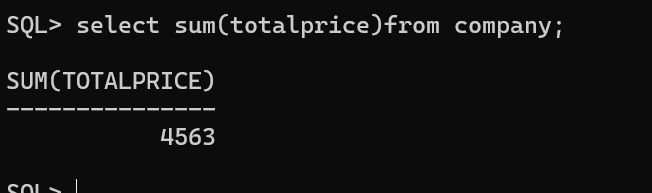 SQL> select sum(totalprice)from company;
SUM(TOTALPRICE)
---------------
4563
SQL>